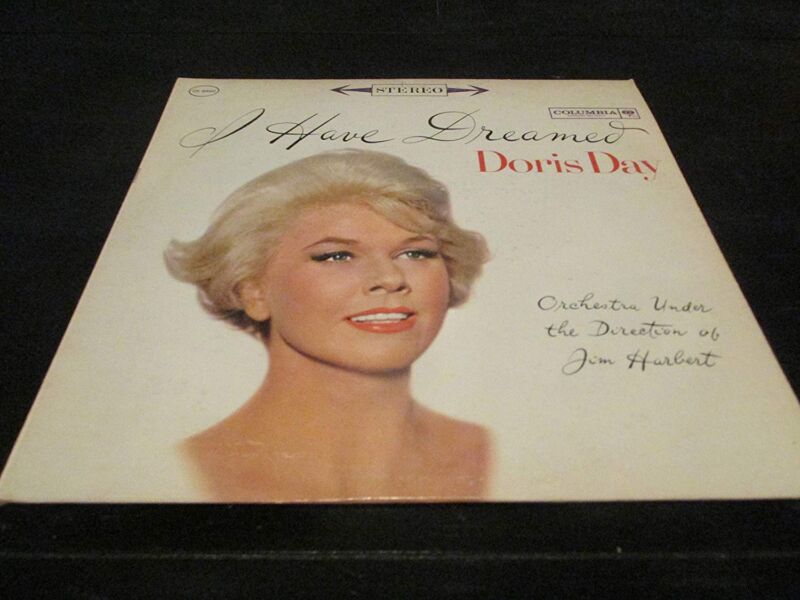 STEREO
COLUMBIA
I Have Dreamed
Doris Day
Orchestra Under
the Direction of
Jim Harbert